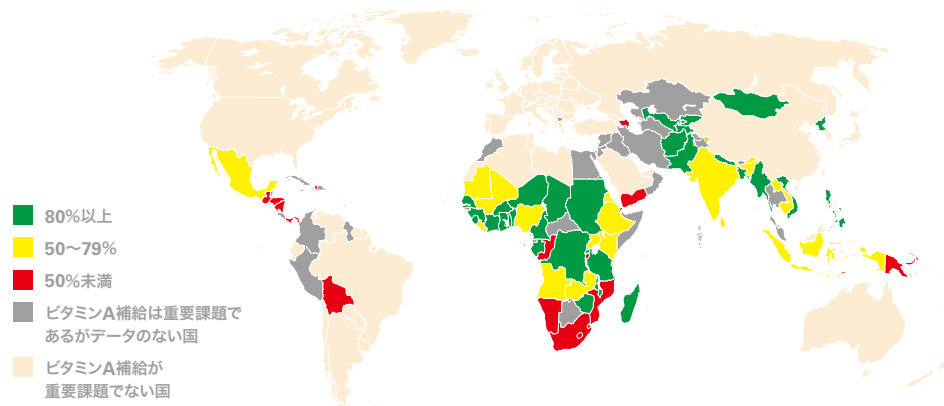 80%以上
50〜79%
50%未満
ビタミンA補給は重要課題で
あるがデータのない国
ビタミンA補給が
重要課題でない国